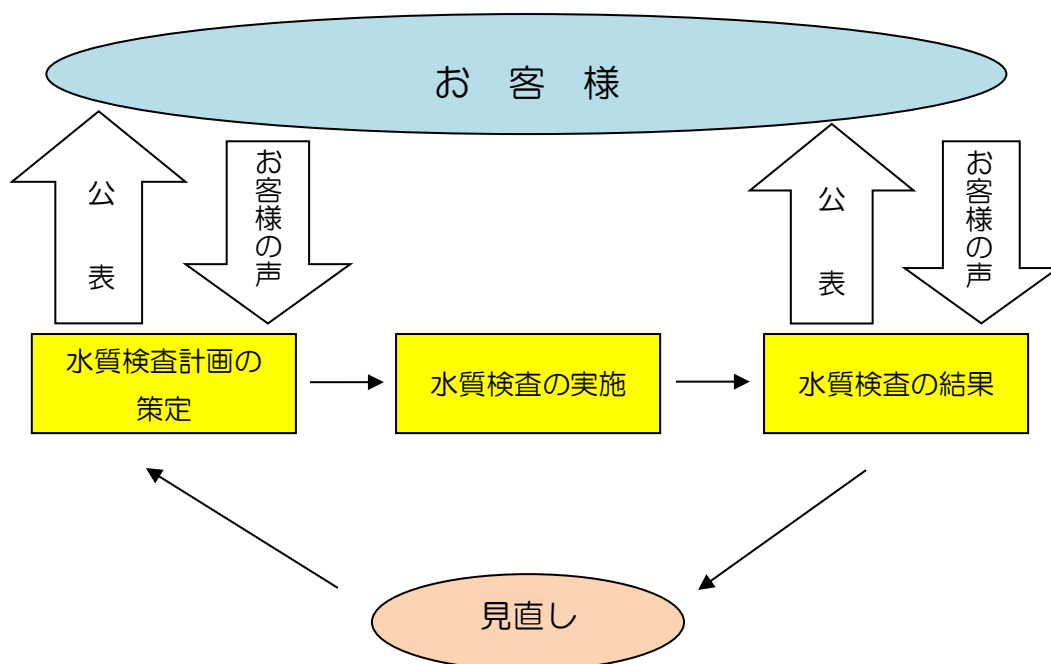 お 客 様
公表
お客様の声
公表
お客様の声
水質検査計画の
策定
水質検査の実施
水質検査の結果
見直し